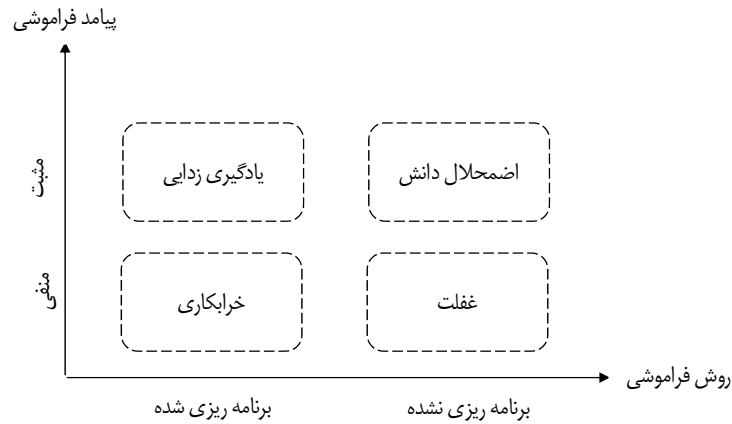 پیامد فراموشی
مثبت
اضمحلال دانش
یادگیری زدایی
منفی
غفلت
خرابکاری
روش فراموشی
برنامه ریزی نشده
برنامه ریزی شده